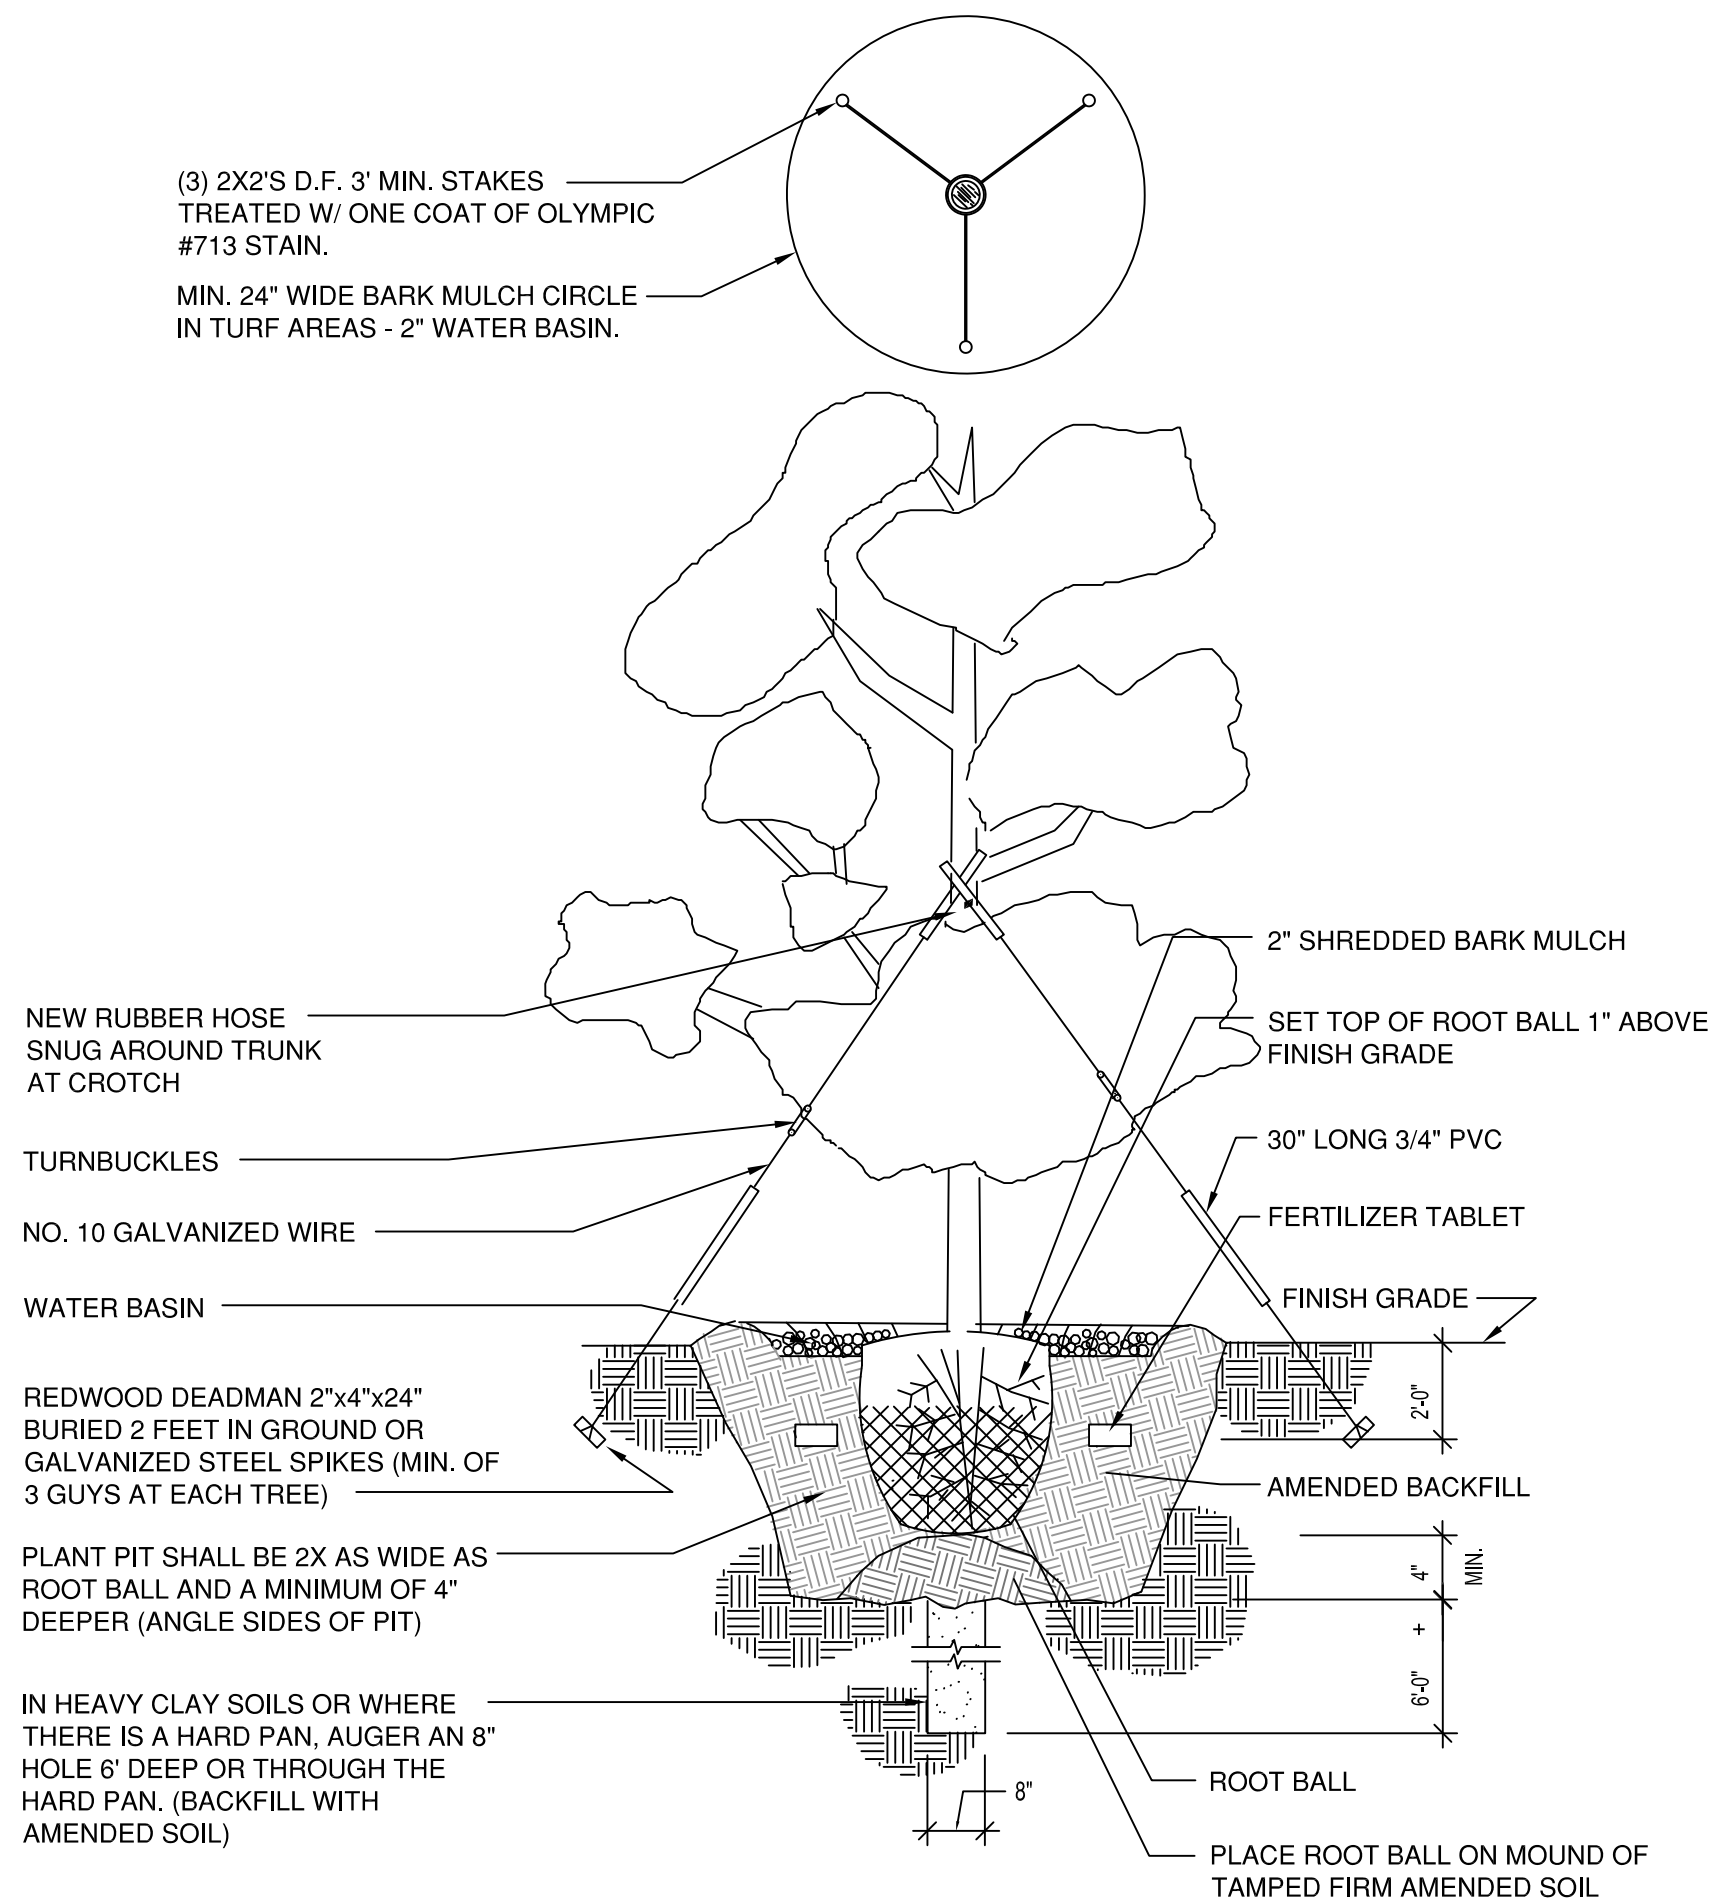 (3) 2X2'S D.F. 3' MIN. STAKES
TREATED W/ ONE COAT OF OLYMPIC
#713 STAIN.
MIN. 24" WIDE BARK MULCH CIRCLE
IN TURF AREAS - 2" WATER BASIN.
NEW RUBBER HOSE
SNUG AROUND TRUNK
AT CROTCH
TURNBUCKLES
NO. 10 GALVANIZED WIRE
WATER BASIN
REDWOOD DEADMAN 2"x4"x24"
BURIED 2 FEET IN GROUND OR
GALVANIZED STEEL SPIKES (MIN. OF
3 GUYS AT EACH TREE)
PLANT PIT SHALL BE 2X AS WIDE AS
ROOT BALL AND A MINIMUM OF 4"
DEEPER (ANGLE SIDES OF PIT)
IN HEAVY CLAY SOILS OR WHERE
THERE IS A HARD PAN, AUGER AN 8"
HOLE 6' DEEP OR THROUGH THE
HARD PAN. (BACKFILL WITH
AMENDED SOIL)
2" SHREDDED BARK MULCH
SET TOP OF ROOT BALL 1" ABOVE
FINISH GRADE
30" LONG 3/4" PVC
FERTILIZER TABLET
FINISH GRADE
2'-0"
AMENDED BACKFILL
4"
MIN.
6'-0" +
8"
ROOT BALL
PLACE ROOT BALL ON MOUND OF
TAMPED FIRM AMENDED SOIL